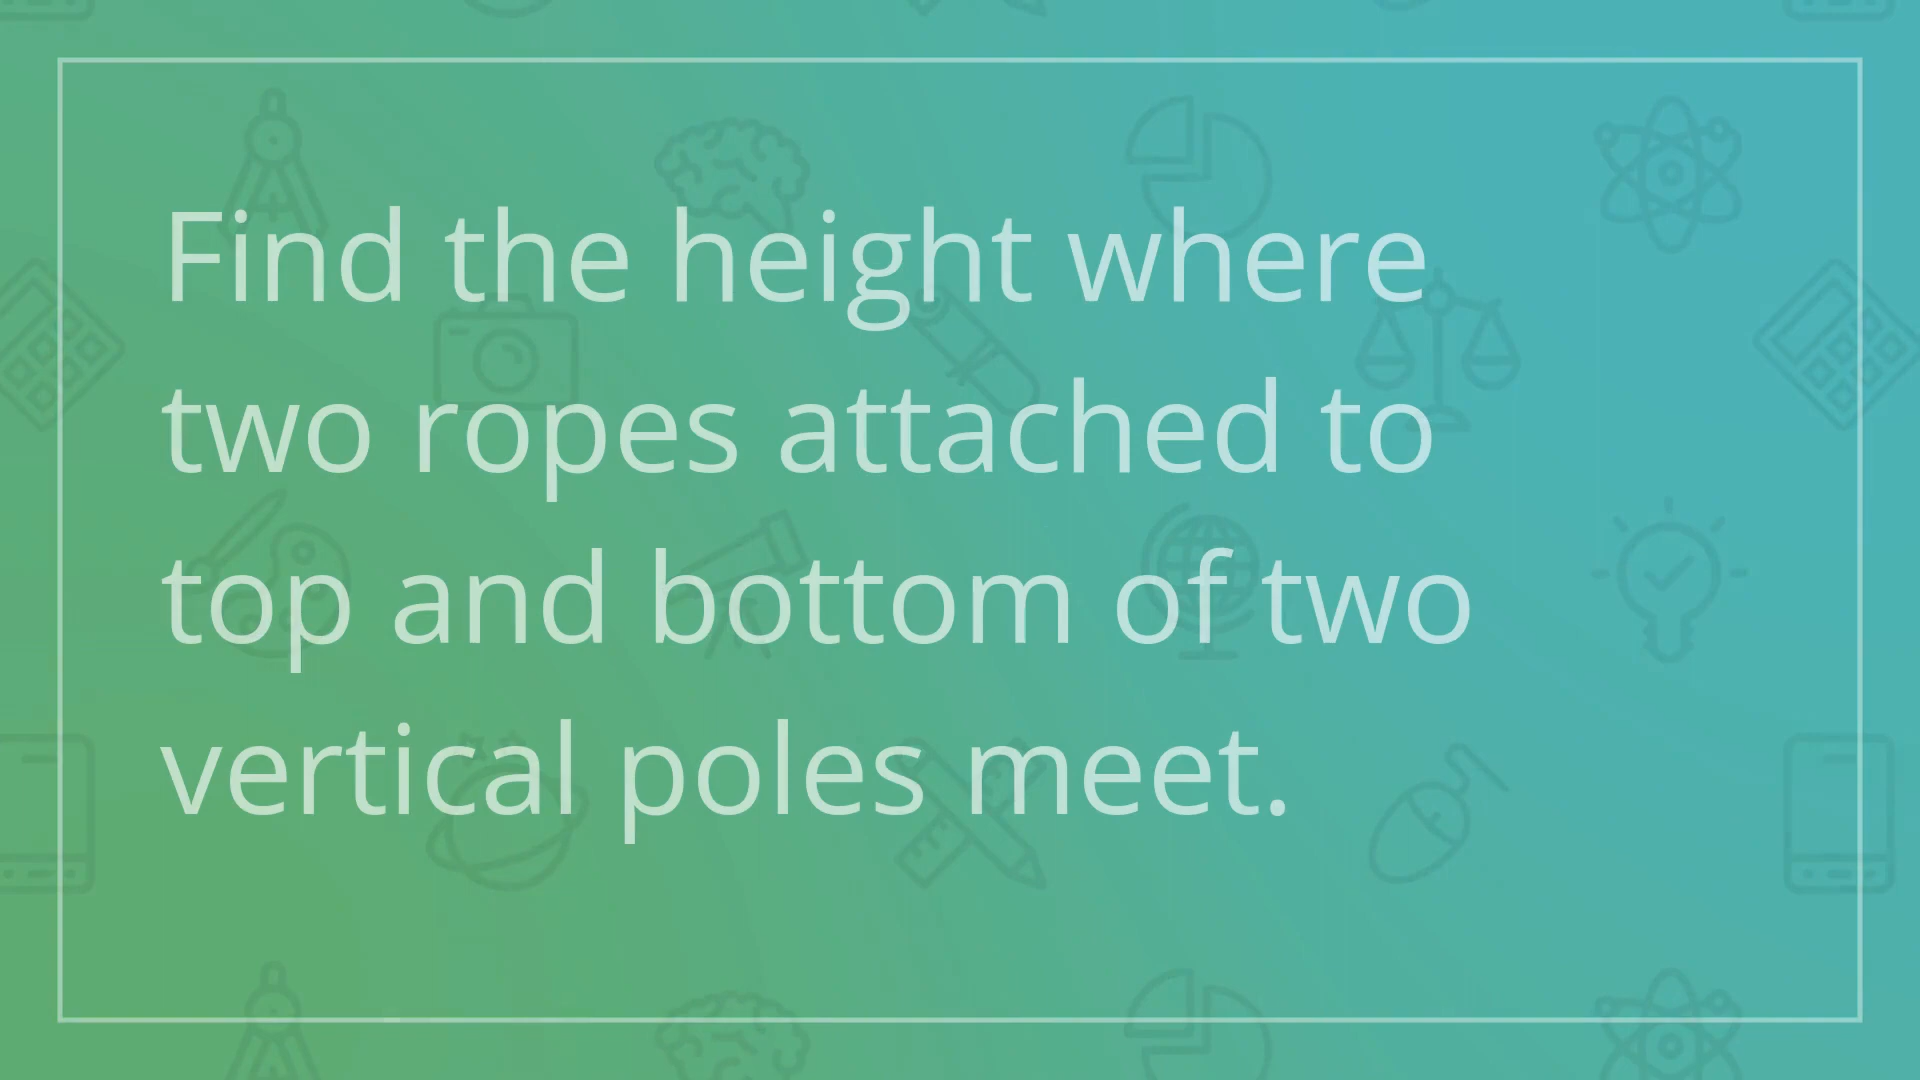 Find the height where
two ropes attached to
top and bottom of two
vertical poles meet.